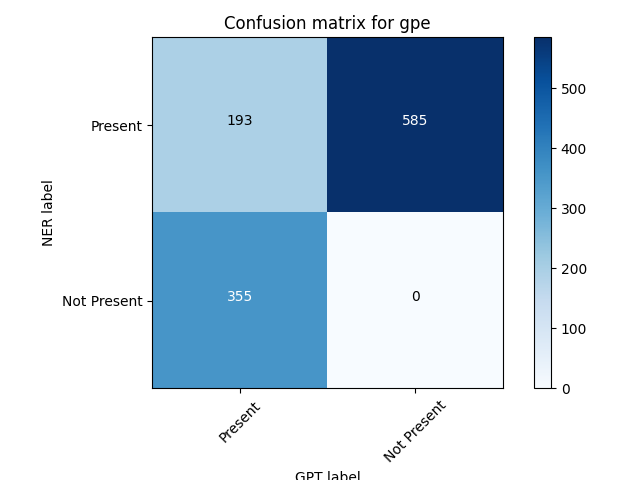 Confusion matrix for gpe
NER label
Present
Not Present
193
585
355
0
Present
Not Present
GPT label
500
400
300
200
100
0